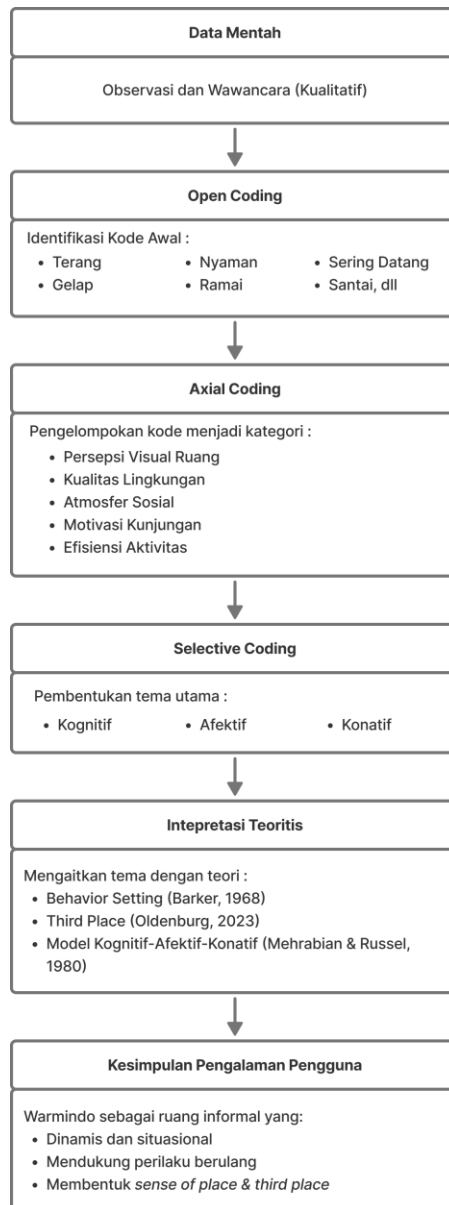 Data Mentah
Observasi dan Wawancara (Kualitatif)
Open Coding
Identifikasi Kode Awal :
• Terang • Nyaman • Sering Datang
• Gelap • Ramai • Santai, dll
Axial Coding
Pengelompokan kode menjadi kategori :
• Persepsi Visual Ruang
• Kualitas Lingkungan
• Atmosfer Sosial
• Motivasi Kunjungan
• Efisiensi Aktivitas
Selective Coding
Pembentukan tema utama :
• Kognitif • Afektif • Konatif
Intepretasi Teoritis
Mengaitkan tema dengan teori :
• Behavior Setting (Barker, 1968)
• Third Place (Oldenburg, 2023)
• Model Kognitif-Afektif-Konatif (Mehrabian & Russel,
1980)
Kesimpulan Pengalaman Pengguna
Warmindo sebagai ruang informal yang:
• Dinamis dan situasional
• Mendukung perilaku berulang
• Membentuk sense of place & third place